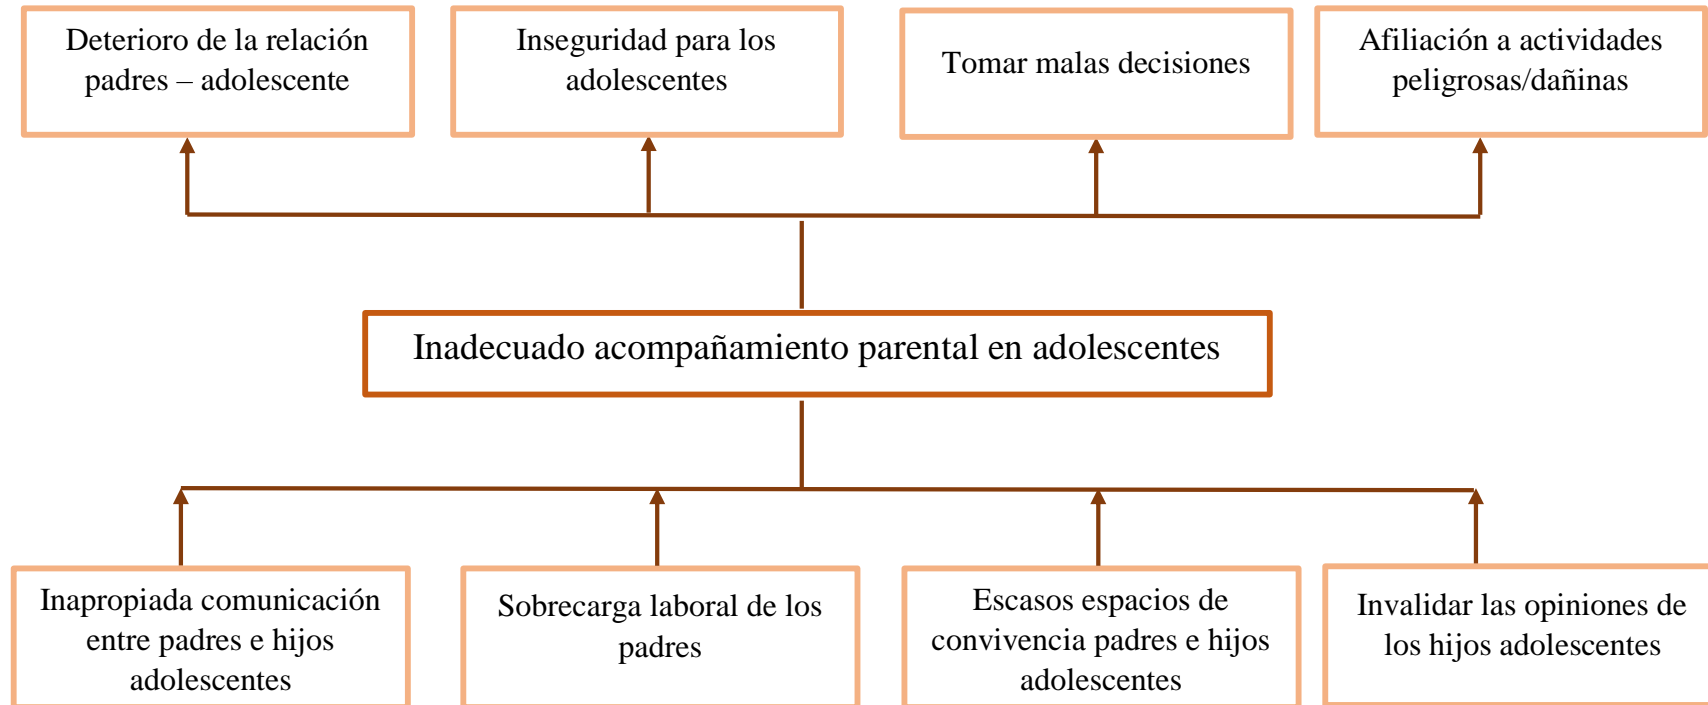 Deterioro de la relación
padres – adolescente
Inseguridad para los
adolescentes
Tomar malas decisiones
Afiliación a actividades
peligrosas/dañinas
Inadecuado acompañamiento parental en adolescentes
Inapropiada comunicación
entre padres e hijos
adolescentes
Sobrecarga laboral de los
padres
Escasos espacios de
convivencia padres e hijos
adolescentes
Invalidar las opiniones de
los hijos adolescentes